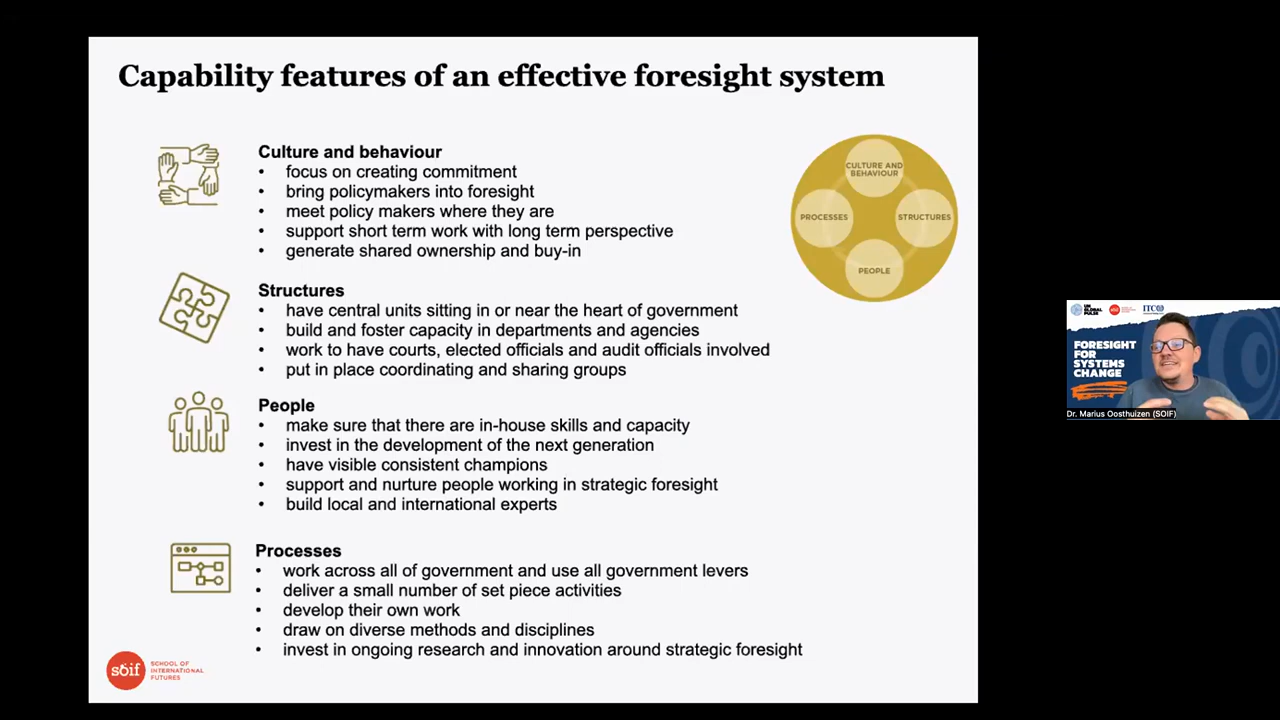 Capability features of an effective foresight system
Culture and behaviour
• focus on creating commitment
• bring policymakers into foresight
• meet policy makers where they are
• support short term work with long term perspective
• generate shared ownership and buy-in
CULTURE AND
BEHAVIOUR
PROCESSES
STRUCTURES
PEOPLE
Structures
• have central units sitting in or near the heart of government
• build and foster capacity in departments and agencies
• work to have courts, elected officials and audit officials involved
• put in place coordinating and sharing groups
People
• make sure that there are in-house skills and capacity
• invest in the development of the next generation
• have visible consistent champions
• support and nurture people working in strategic foresight
• build local and international experts
Processes
• work across all of government and use all government levers
• deliver a small number of set piece activities
• develop their own work
• draw on diverse methods and disciplines
• invest in ongoing research and innovation around strategic foresight
soif
SCHOOL OF
INTERNATIONAL
FUTURES
UN
GLOBAL
PULSE
soif
ITC
FORESIGHT
FOR
SYSTEMS
CHANGE
Dr. Marius Oosthuizen (SOIF)